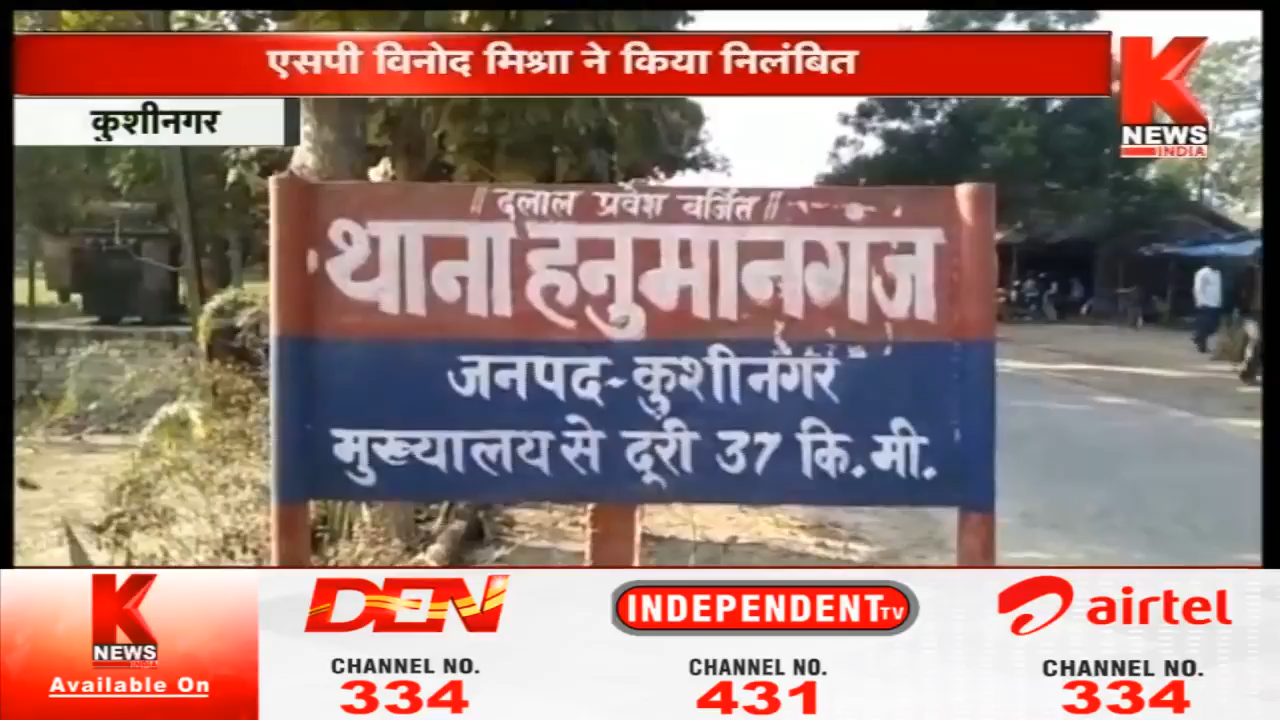 एसपी विनोद मिश्रा ने किया निलंबित
कुशीनगर
K
NEWS
INDIA
॥ दलाल प्रवेश वर्जित ॥
थाना हनुमानगंज
जनपद-कुशीनगर
मुख्यालय से दूरी 37 कि.मी.
K
NEWS
INDIA
Available On
DEN
CHANNEL NO.
334
INDEPENDENT TV
CHANNEL NO.
431
airtel
CHANNEL NO.
334